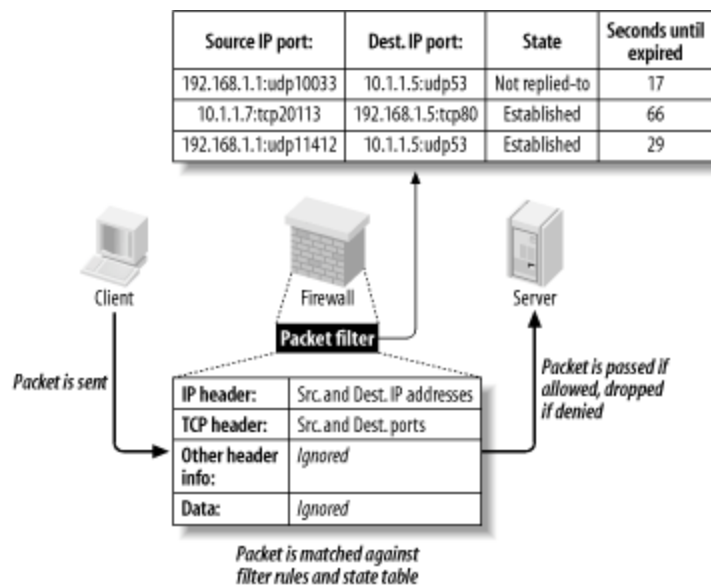 Source IP port: Dest. IP port: State Seconds until expired
192.168.1.1:udp10033 10.1.1.5:udp53 Not replied-to 17
10.1.1.7:tcp20113 192.168.1.5:tcp80 Established 66
192.168.1.1:udp11412 10.1.1.5:udp53 Established 29
Client
Firewall
Server
Packet filter
Packet is sent
IP header: Src. and Dest. IP addresses
TCP header: Src. and Dest. ports
Other header info: Ignored
Data: Ignored
Packet is passed if
allowed, dropped
if denied
Packet is matched against
filter rules and state table